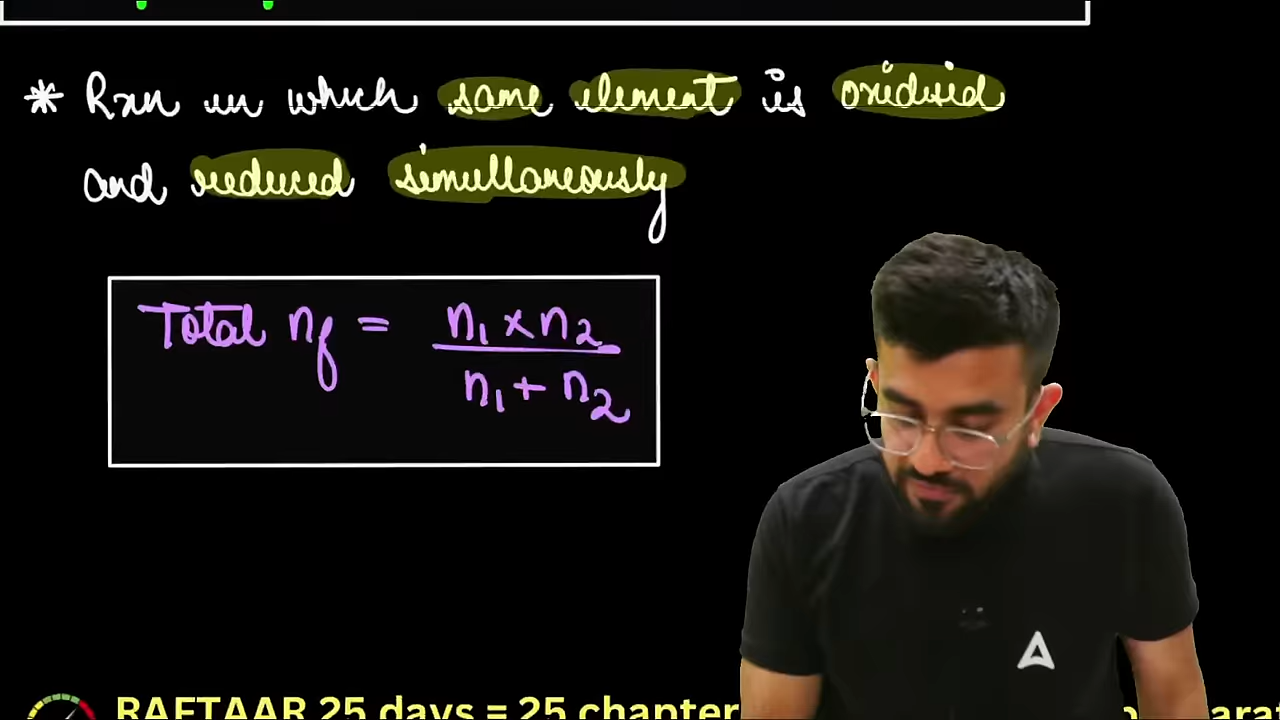 * Rxn in which same element is oxidised
and reduced simultaneously
Total nf = n1 × n2
n1 + n2
RAFTAAR 25 days = 25 chapter